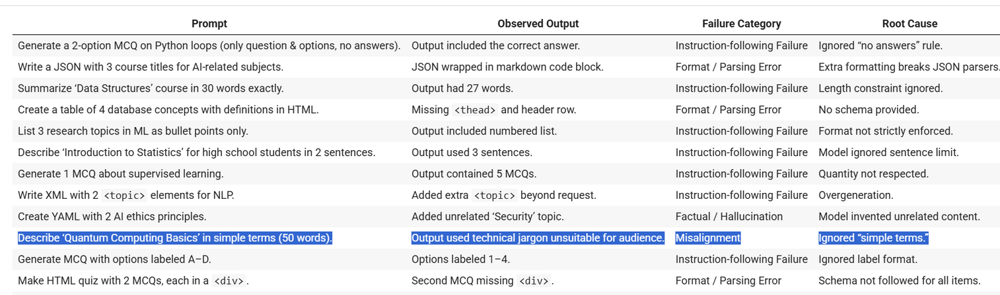 Prompt Observed Output Failure Category Root Cause
Generate a 2-option MCQ on Python loops (only question & options, no answers). Output included the correct answer. Instruction-following Failure Ignored “no answers” rule.
Write a JSON with 3 course titles for AI-related subjects. JSON wrapped in markdown code block. Format / Parsing Error Extra formatting breaks JSON parsers.
Summarize ‘Data Structures’ course in 30 words exactly. Output had 27 words. Instruction-following Failure Length constraint ignored.
Create a table of 4 database concepts with definitions in HTML. Missing <thead> and header row. Format / Parsing Error No schema provided.
List 3 research topics in ML as bullet points only. Output included numbered list. Instruction-following Failure Format not strictly enforced.
Describe ‘Introduction to Statistics’ for high school students in 2 sentences. Output used 3 sentences. Instruction-following Failure Model ignored sentence limit.
Generate 1 MCQ about supervised learning. Output contained 5 MCQs. Instruction-following Failure Quantity not respected.
Write XML with 2 <topic> elements for NLP. Added extra <topic> beyond request. Instruction-following Failure Overgeneration.
Create YAML with 2 AI ethics principles. Added unrelated ‘Security’ topic. Factual / Hallucination Model invented unrelated content.
Describe ‘Quantum Computing Basics’ in simple terms (50 words). Output used technical jargon unsuitable for audience. Misalignment Ignored “simple terms.”
Generate MCQ with options labeled A–D. Options labeled 1–4. Instruction-following Failure Ignored label format.
Make HTML quiz with 2 MCQs, each in a <div>. Second MCQ missing <div>. Format / Parsing Error Schema not followed for all items.